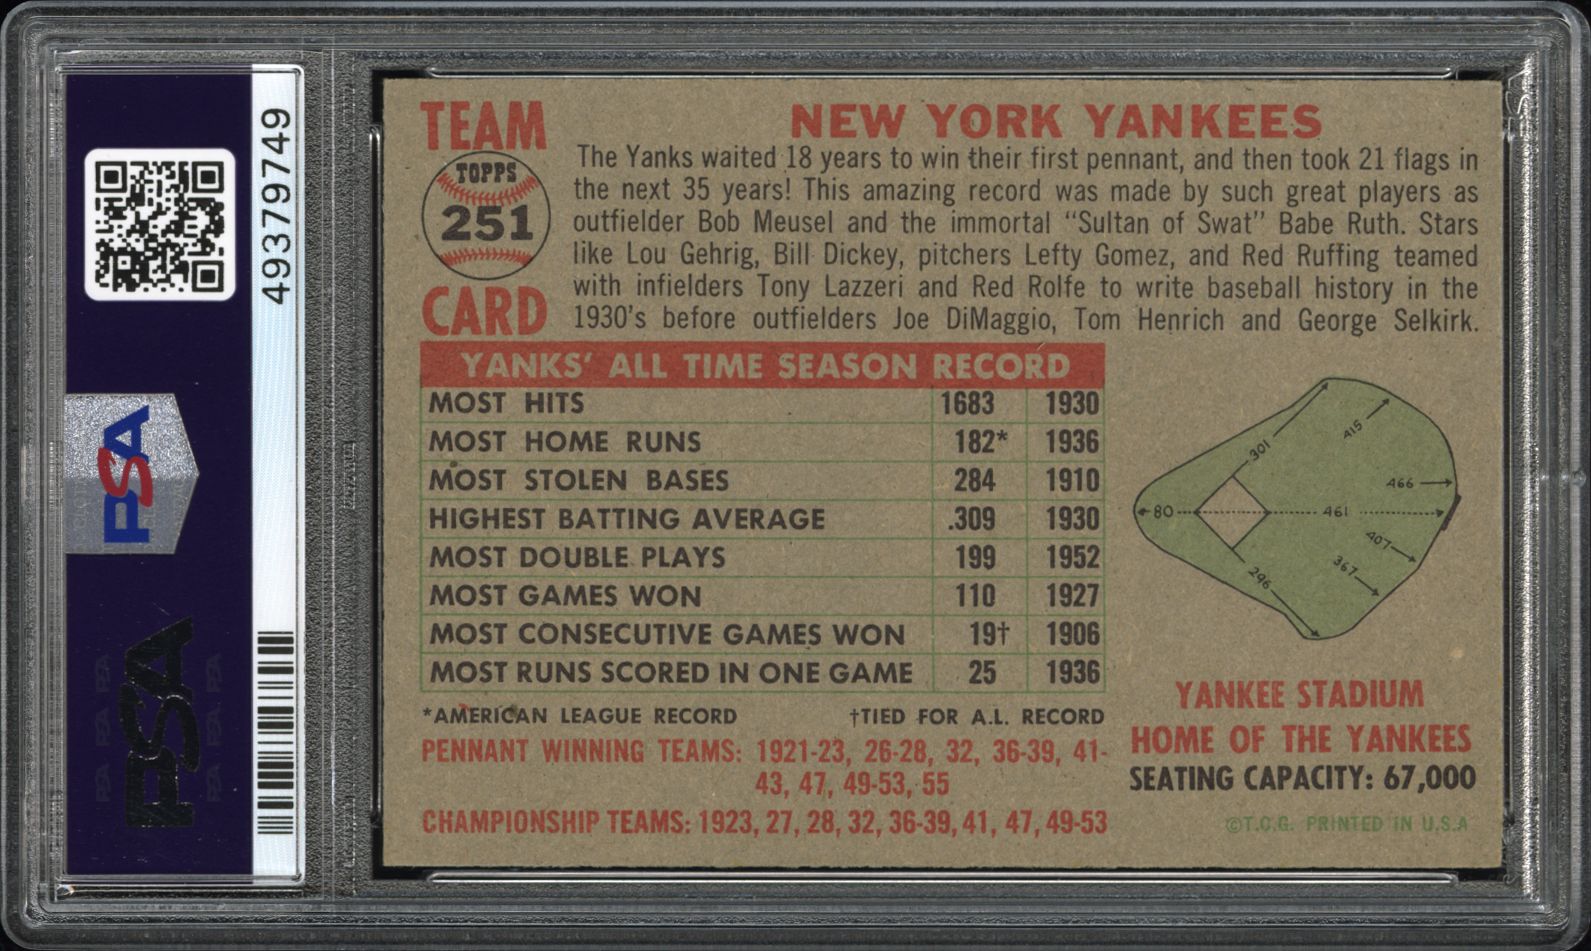 49379749
PSA
PSA
TEAM
TOPPS
251
CARD
NEW YORK YANKEES
The Yanks waited 18 years to win their first pennant, and then took 21 flags in
the next 35 years! This amazing record was made by such great players as
outfielder Bob Meusel and the immortal “Sultan of Swat” Babe Ruth. Stars
like Lou Gehrig, Bill Dickey, pitchers Lefty Gomez, and Red Ruffing teamed
with infielders Tony Lazzeri and Red Rolfe to write baseball history in the
1930’s before outfielders Joe DiMaggio, Tom Henrich and George Selkirk.
YANKS’ ALL TIME SEASON RECORD
MOST HITS 1683 1930
MOST HOME RUNS 182* 1936
MOST STOLEN BASES 284 1910
HIGHEST BATTING AVERAGE .309 1930
MOST DOUBLE PLAYS 199 1952
MOST GAMES WON 110 1927
MOST CONSECUTIVE GAMES WON 19† 1906
MOST RUNS SCORED IN ONE GAME 25 1936
*AMERICAN LEAGUE RECORD †TIED FOR A.L. RECORD
PENNANT WINNING TEAMS: 1921-23, 26-28, 32, 36-39, 41-
43, 47, 49-53, 55
CHAMPIONSHIP TEAMS: 1923, 27, 28, 32, 36-39, 41, 47, 49-53
301
415
466
80
461
407
367
296
YANKEE STADIUM
HOME OF THE YANKEES
SEATING CAPACITY: 67,000
©T.C.G. PRINTED IN U.S.A